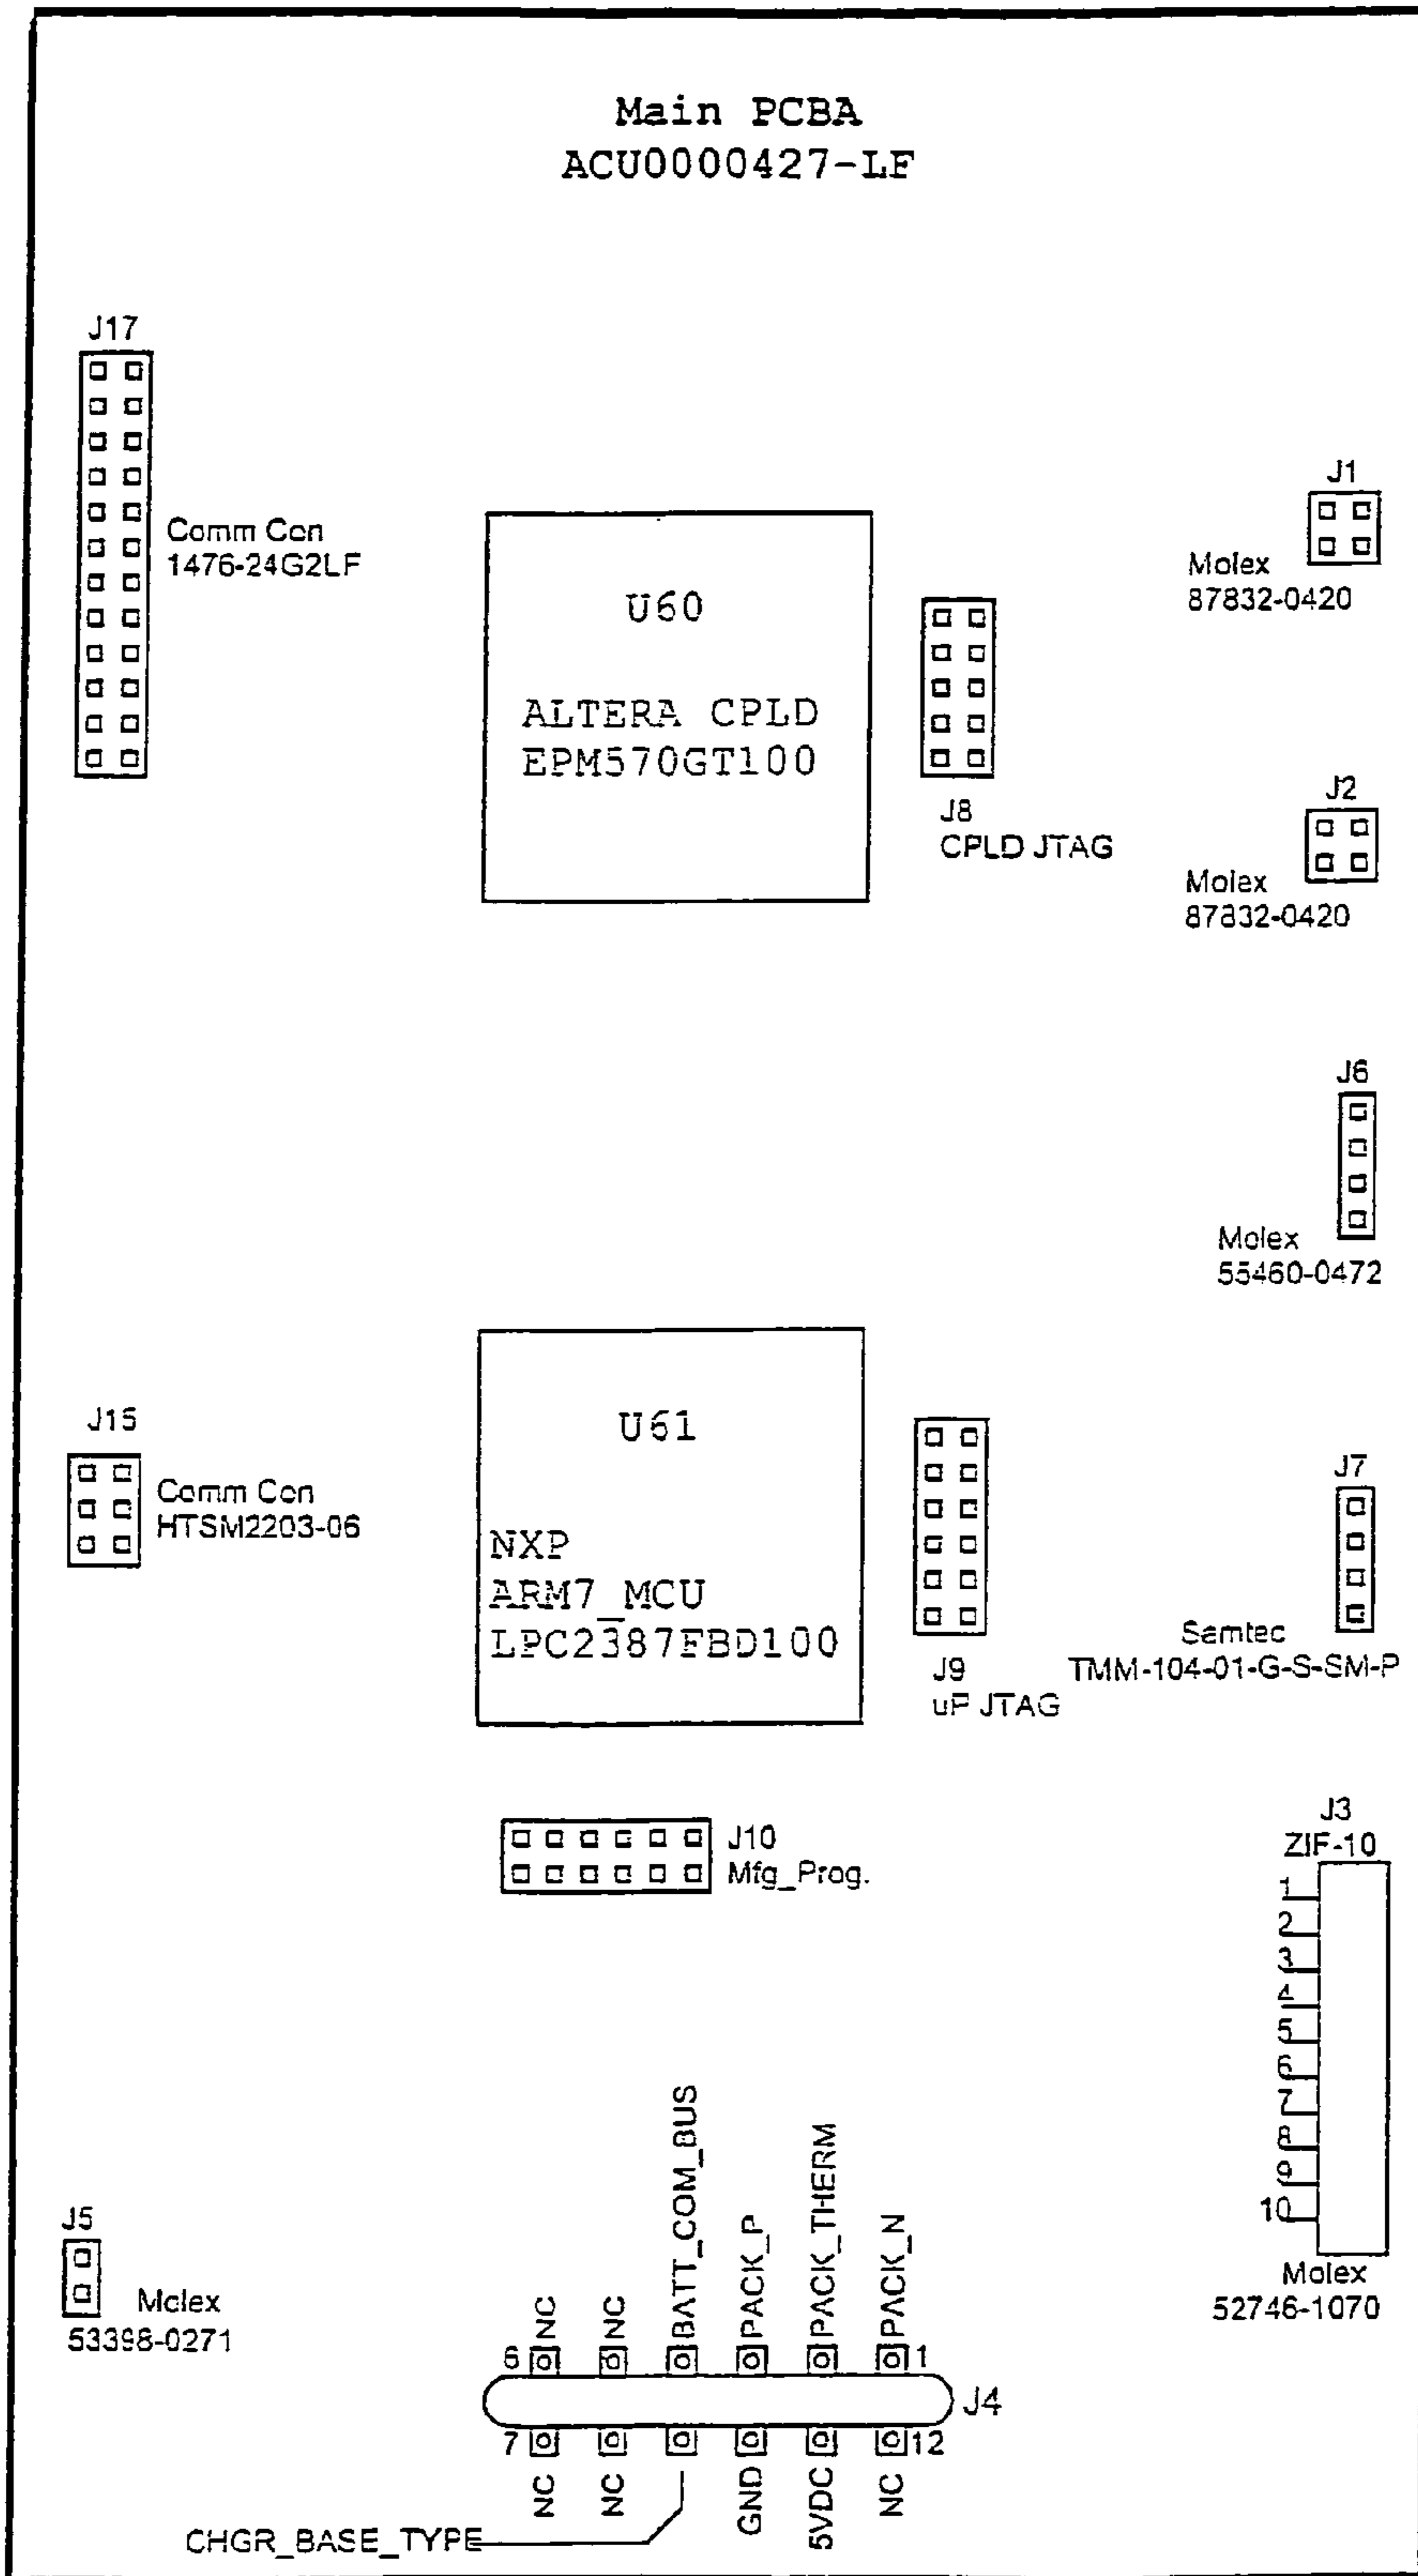 Main PCBA
ACU0000427-LF
J17
Comm Con
1476-24G2LF
U60
ALTERA CPLD
EPM570GT100
J8
CPLD JTAG
J1
Molex
87832-0420
J2
Molex
87832-0420
J6
Molex
55460-0472
J15
Comm Con
HTSM2203-06
U61
NXP
ARM7_MCU
LPC2387FBD100
J9
uP JTAG
J7
Samtec
TMM-104-01-G-S-SM-P
J10
Mfg_Prog.
J3
ZIF-10
1
2
3
4
5
6
7
8
9
10
Molex
52746-1070
J5
Molex
53398-0271
NC
NC
BATT_COM_BUS
PACK_P
PACK_THERM
PACK_N
6
1
J4
7
12
NC
NC
GND
5VDC
NC
CHGR_BASE_TYPE